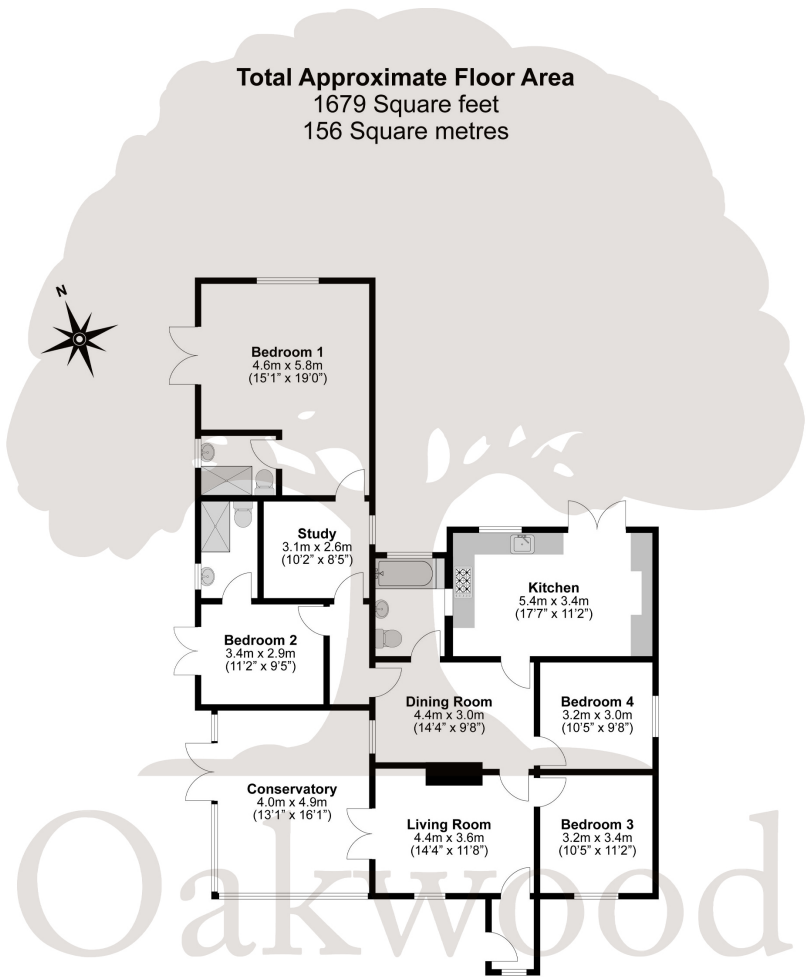 Total Approximate Floor Area
1679 Square feet
156 Square metres
N
Bedroom 1
4.6m x 5.8m
(15'1" x 19'0")
Study
3.1m x 2.6m
(10'2" x 8'5")
Kitchen
5.4m x 3.4m
(17'7" x 11'2")
Bedroom 2
3.4m x 2.9m
(11'2" x 9'5")
Dining Room
4.4m x 3.0m
(14'4" x 9'8")
Bedroom 4
3.2m x 3.0m
(10'5" x 9'8")
Conservatory
4.0m x 4.9m
(13'1" x 16'1")
Living Room
4.4m x 3.6m
(14'4" x 11'8")
Bedroom 3
3.2m x 3.4m
(10'5" x 11'2")
Oakwood